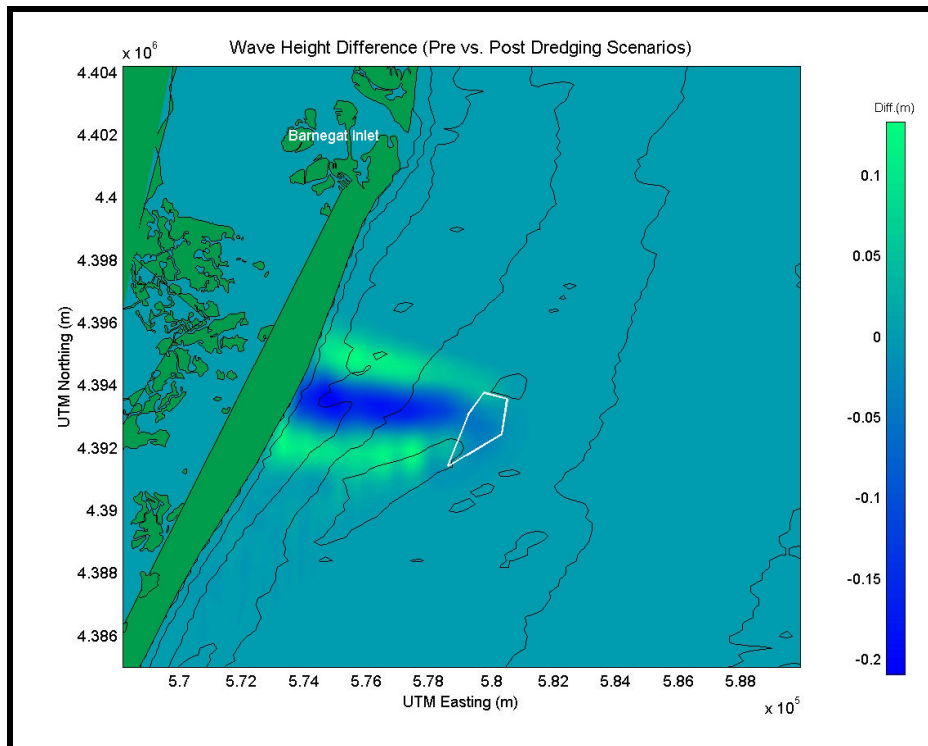 Wave Height Difference (Pre vs. Post Dredging Scenarios)
x 10^6
4.404
4.402
4.4
4.398
4.396
4.394
4.392
4.39
4.388
4.386
UTM Northing (m)
Barnegat Inlet
5.7 5.72 5.74 5.76 5.78 5.8 5.82 5.84 5.86 5.88
UTM Easting (m)
x 10^5
Diff.(m)
0.1
0.05
0
-0.05
-0.1
-0.15
-0.2